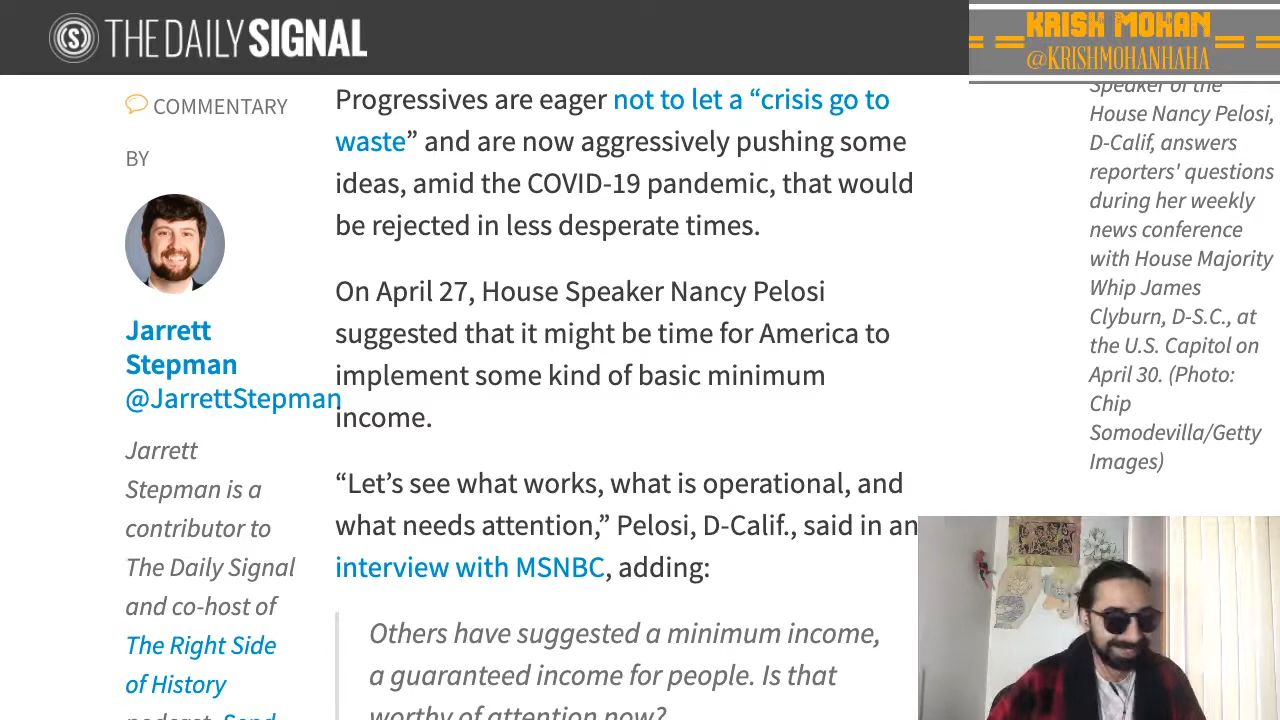 THE DAILY SIGNAL
KRISH MOHAN
@KRISHMOHANHAHA
COMMENTARY
BY
Jarrett
Stepman
@JarrettStepman
Jarrett
Stepman is a
contributor to
The Daily Signal
and co-host of
The Right Side
of History
podcast. Send
Progressives are eager not to let a “crisis go to
waste” and are now aggressively pushing some
ideas, amid the COVID-19 pandemic, that would
be rejected in less desperate times.
On April 27, House Speaker Nancy Pelosi
suggested that it might be time for America to
implement some kind of basic minimum
income.
“Let’s see what works, what is operational, and
what needs attention,” Pelosi, D-Calif., said in an
interview with MSNBC, adding:
Others have suggested a minimum income,
a guaranteed income for people. Is that
worthy of attention now?
Speaker of the
House Nancy Pelosi,
D-Calif, answers
reporters' questions
during her weekly
news conference
with House Majority
Whip James
Clyburn, D-S.C., at
the U.S. Capitol on
April 30. (Photo:
Chip
Somodevilla/Getty
Images)